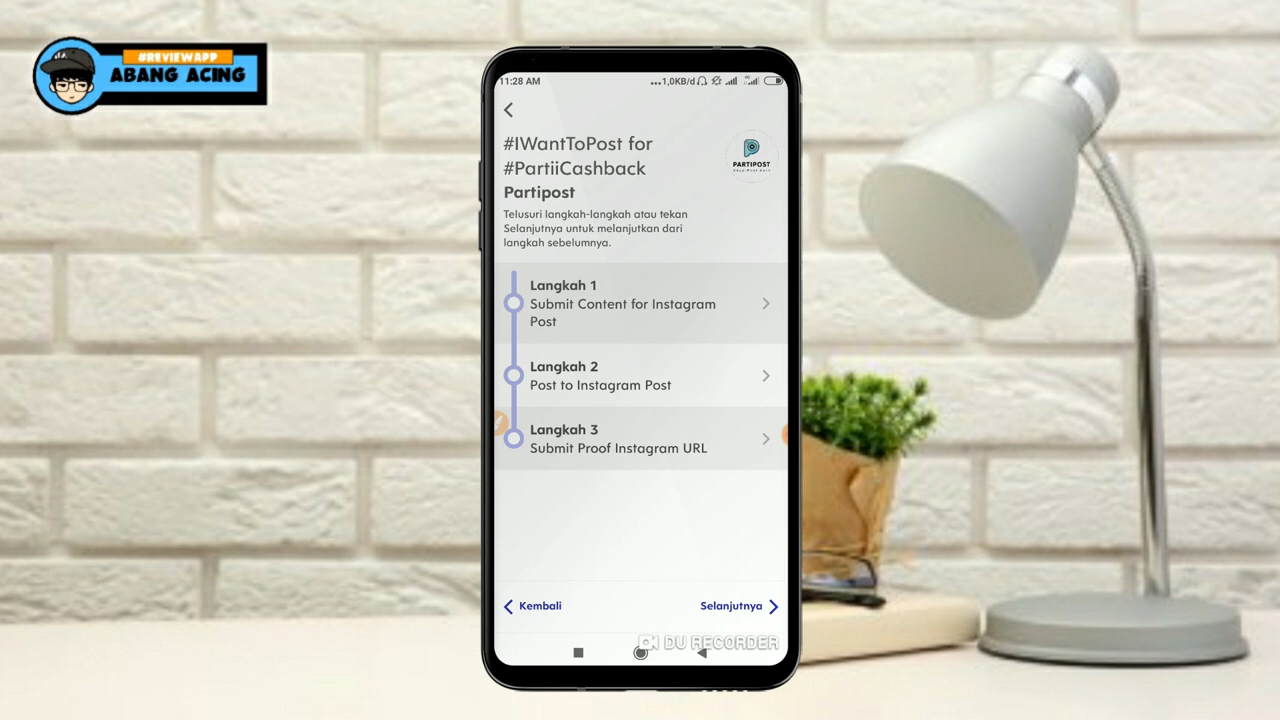 #REVIEWAPP
ABANG ACING
11:28 AM
...1,0KB/d
#IWantToPost for
#PartiiCashback
PARTIPOST
Partipost
Telusuri langkah-langkah atau tekan
Selanjutnya untuk melanjutkan dari
langkah sebelumnya.
Langkah 1
Submit Content for Instagram
Post
Langkah 2
Post to Instagram Post
Langkah 3
Submit Proof Instagram URL
Kembali
Selanjutnya
DU RECORDER